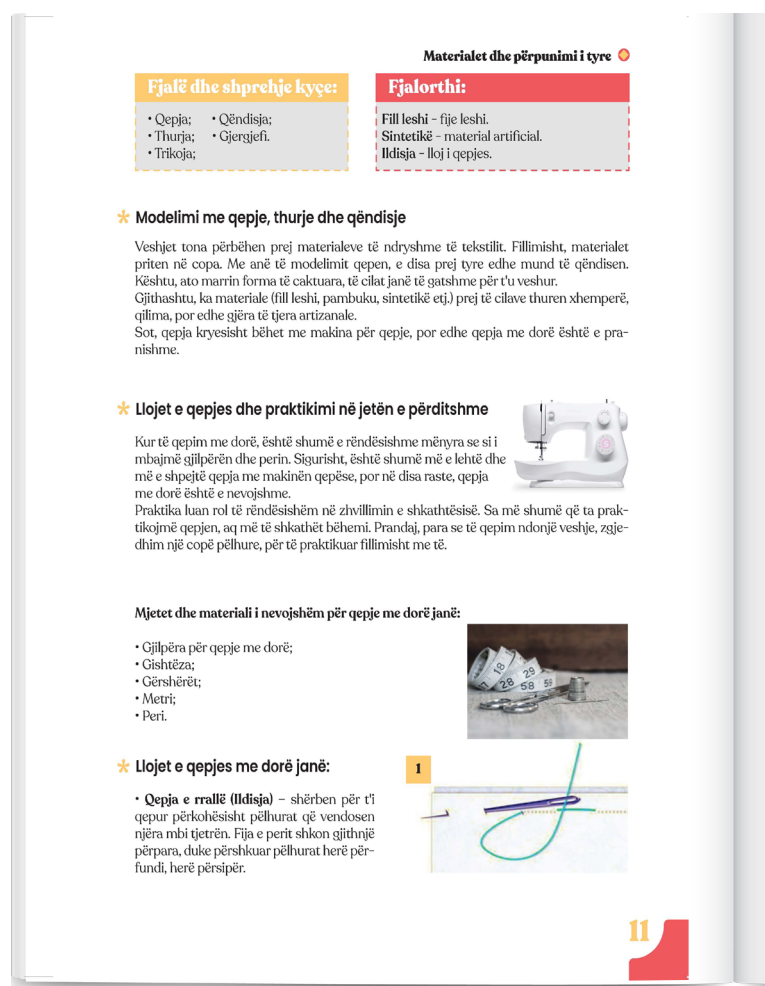 Materialet dhe përpunimi i tyre
Fjalë dhe shprehje kyçe:
• Qepja;
• Thurja;
• Trikoja;
• Qëndisja;
• Gjergjefi.
Fjalorthi:
Fill leshi – fije leshi.
Sintetikë – material artificial.
Ildisja – lloj i qepjes.
Modelimi me qepje, thurje dhe qëndisje
Veshjet tona përbëhen prej materialeve të ndryshme të tekstilit. Fillimisht, materialet
priten në copa. Me anë të modelimit qepen, e disa prej tyre edhe mund të qëndisen.
Kështu, ato marrin forma të caktuara, të cilat janë të gatshme për t'u veshur.
Gjithashtu, ka materiale (fill leshi, pambuku, sintetikë etj.) prej të cilave thuren xhemperë,
qilima, por edhe gjëra të tjera artizanale.
Sot, qepja kryesisht bëhet me makina për qepje, por edhe qepja me dorë është e pra-
nishme.
Llojet e qepjes dhe praktikimi në jetën e përditshme
Kur të qepim me dorë, është shumë e rëndësishme mënyra se si i
mbajmë gjilpërën dhe perin. Sigurisht, është shumë më e lehtë dhe
më e shpejtë qepja me makinën qepëse, por në disa raste, qepja
me dorë është e nevojshme.
Praktika luan rol të rëndësishëm në zhvillimin e shkathtësisë. Sa më shumë që ta prak-
tikojmë qepjen, aq më të shkathët bëhemi. Prandaj, para se të qepim ndonjë veshje, zgje-
dhim një copë pëlhure, për të praktikuar fillimisht me të.
Mjetet dhe materiali i nevojshëm për qepje me dorë janë:
• Gjilpëra për qepje me dorë;
• Gishtëza;
• Gërshërët;
• Metri;
• Peri.
18
29
28
58
59
Llojet e qepjes me dorë janë:
• Qepja e rrallë (Ildisja) – shërben për t'i
qepur përkohësisht pëlhurat që vendosen
njëra mbi tjetrën. Fija e perit shkon gjithnjë
përpara, duke përshkuar pëlhurat herë për-
fundi, herë përsipër.
1
11